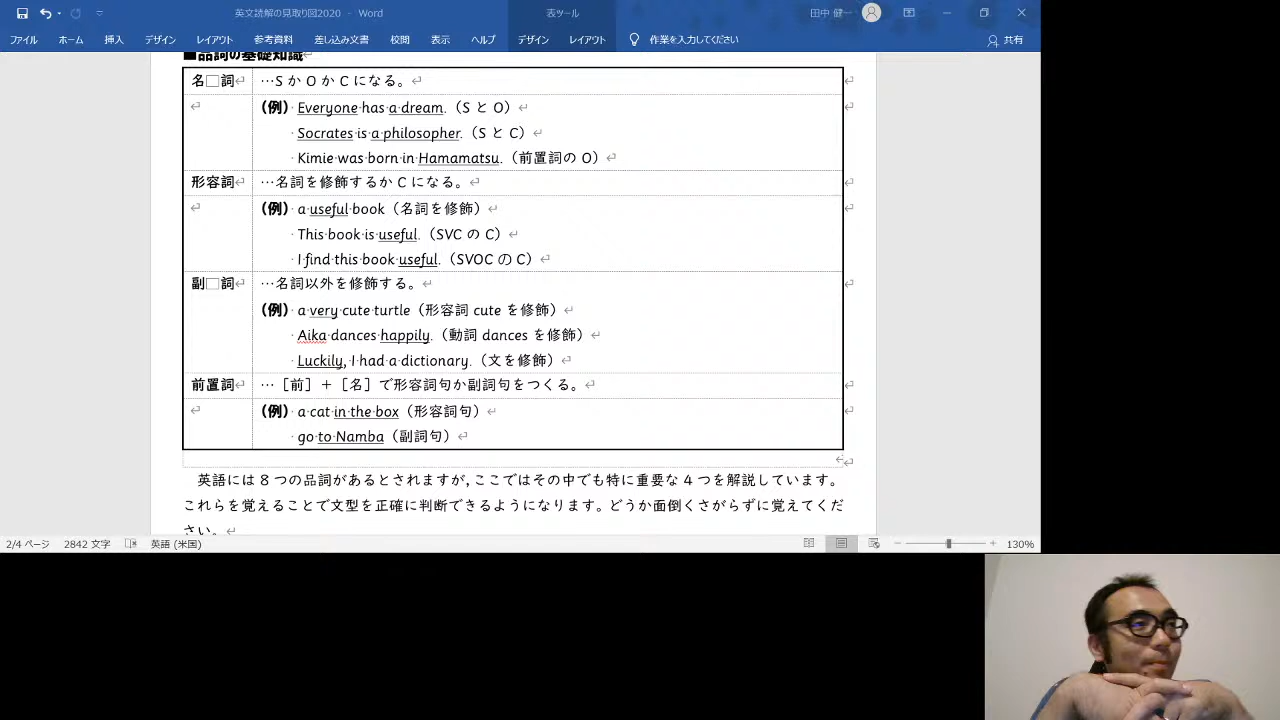 英文読解の見取り図2020 - Word
表ツール
田中 健一
ファイル ホーム 挿入 デザイン レイアウト 参考資料 差し込み文書 校閲 表示 ヘルプ デザイン レイアウト 作業を入力してください 共有
■品詞の基礎知識
名□詞 …S か O か C になる。
(例) Everyone has a dream.（S と O）
Socrates is a philosopher.（S と C）
Kimie was born in Hamamatsu.（前置詞の O）
形容詞 …名詞を修飾するか C になる。
(例) a useful book（名詞を修飾）
This book is useful.（SVC の C）
I find this book useful.（SVOC の C）
副□詞 …名詞以外を修飾する。
(例) a very cute turtle（形容詞 cute を修飾）
Aika dances happily.（動詞 dances を修飾）
Luckily, I had a dictionary.（文を修飾）
前置詞 …［前］＋［名］で形容詞句か副詞句をつくる。
(例) a cat in the box（形容詞句）
go to Namba（副詞句）
英語には 8 つの品詞があるとされますが，ここではその中でも特に重要な 4 つを解説しています。
これらを覚えることで文型を正確に判断できるようになります。どうか面倒くさがらずに覚えてくだ
さい。
2/4 ページ 2842 文字 英語 (米国) 130%